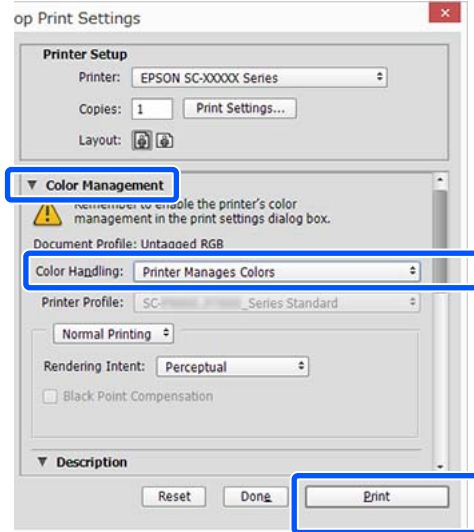 op Print Settings
Printer Setup
Printer: EPSON SC-XXXXX Series
Copies: 1 Print Settings...
Layout:
Color Management
Remember to enable the printer's color
management in the print settings dialog box.
Document Profile: Untagged RGB
Color Handling: Printer Manages Colors
Printer Profile: SC- _Series Standard
Normal Printing
Rendering Intent: Perceptual
Black Point Compensation
Description
Reset Done Print